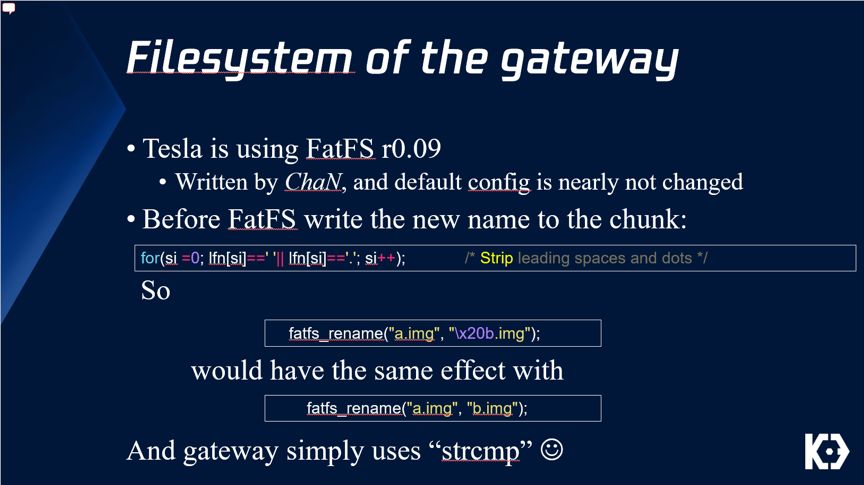 Filesystem of the gateway
• Tesla is using FatFS r0.09
• Written by ChaN, and default config is nearly not changed
• Before FatFS write the new name to the chunk:
for(si =0; lfn[si]==' '|| lfn[si]=='.'; si++); /* Strip leading spaces and dots */
So
fatfs_rename("a.img", "\x20b.img");
would have the same effect with
fatfs_rename("a.img", "b.img");
And gateway simply uses “strcmp” ☺